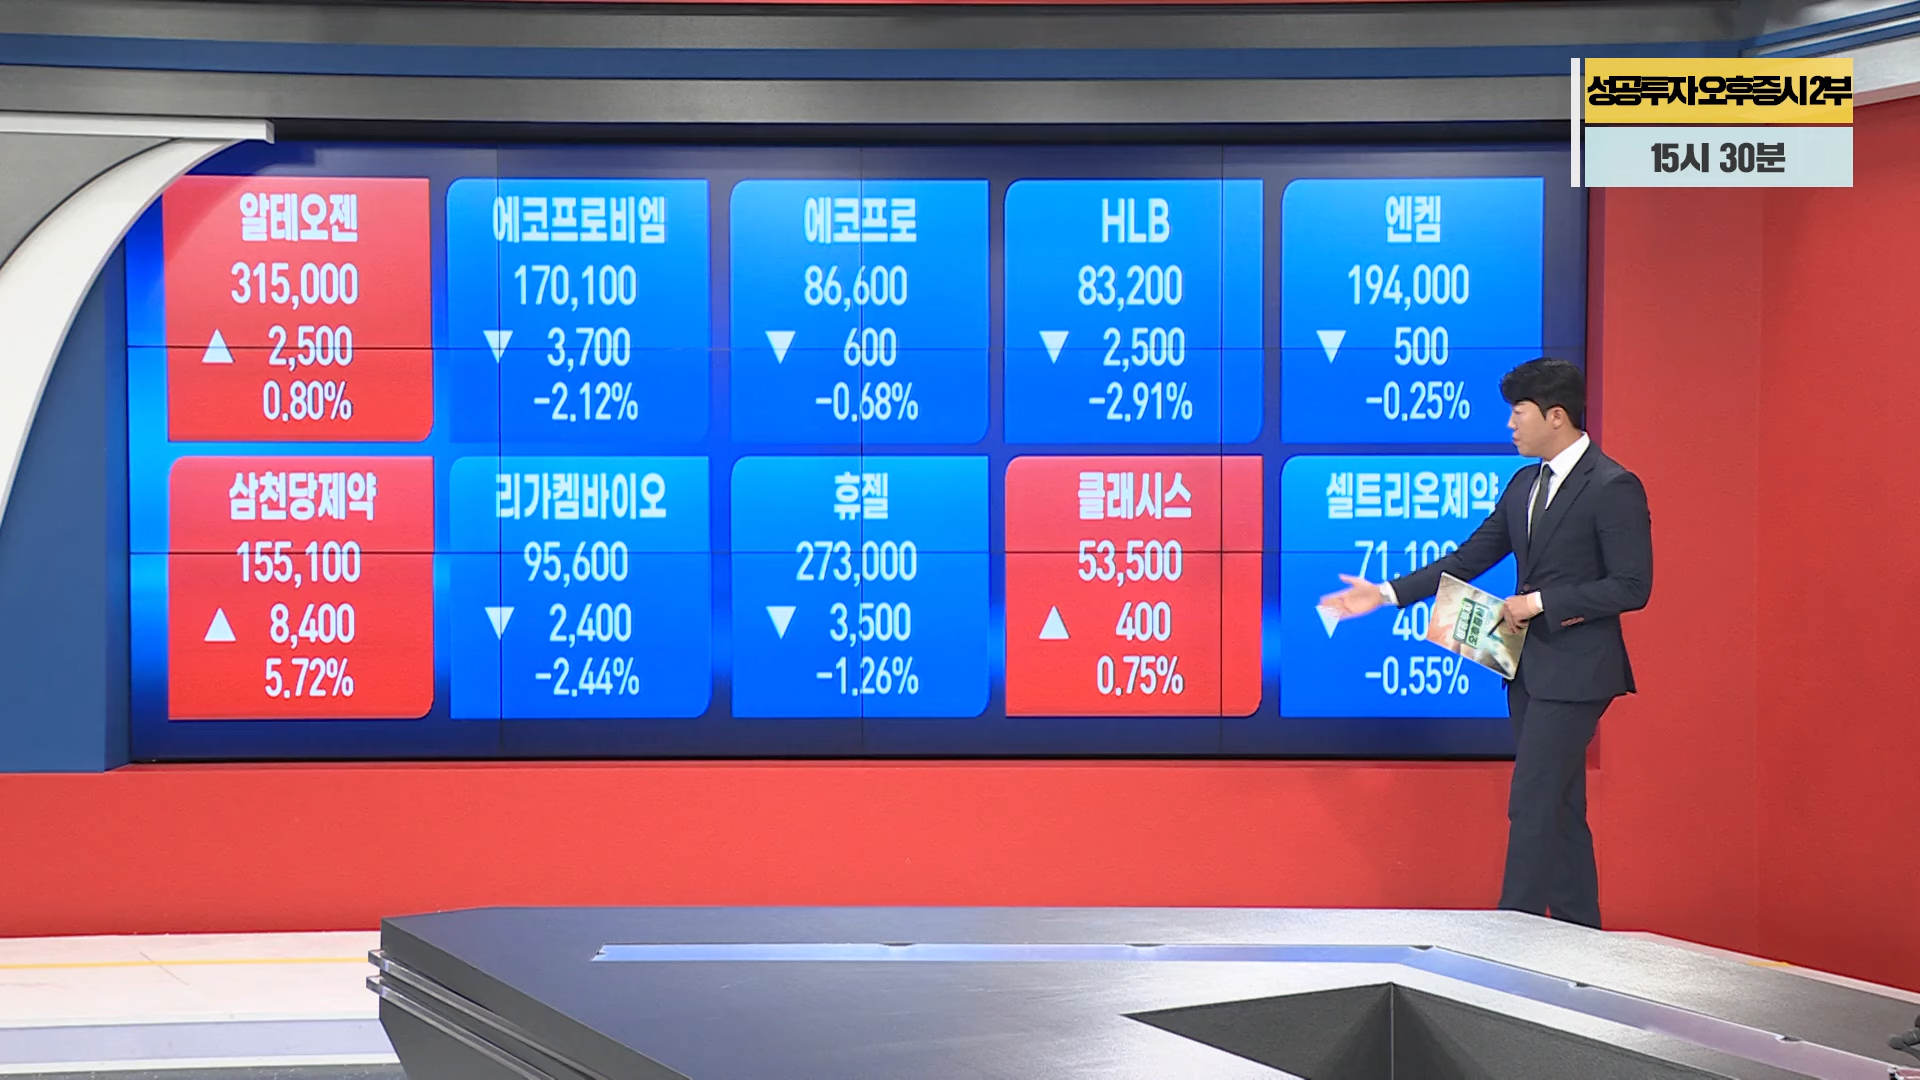 성공투자 오후증시 2부
15시 30분
알테오젠
315,000
▲ 2,500
0.80%
에코프로비엠
170,100
▼ 3,700
-2.12%
에코프로
86,600
▼ 600
-0.68%
HLB
83,200
▼ 2,500
-2.91%
엔켐
194,000
▼ 500
-0.25%
삼천당제약
155,100
▲ 8,400
5.72%
리가켐바이오
95,600
▼ 2,400
-2.44%
휴젤
273,000
▼ 3,500
-1.26%
클래시스
53,500
▲ 400
0.75%
셀트리온제약
▼
-0.55%